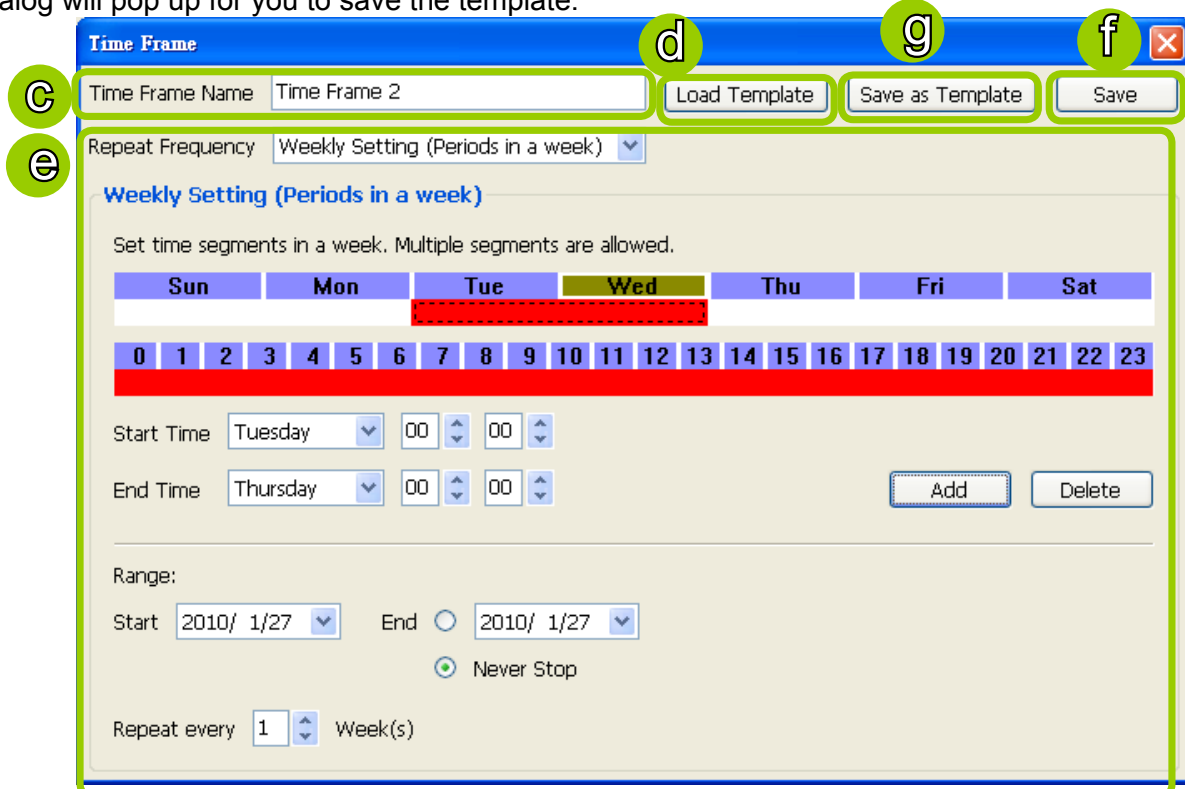 alog will pop up for you to save the template.
Time Frame
d g f
c Time Frame Name Time Frame 2 Load Template Save as Template Save
e Repeat Frequency Weekly Setting (Periods in a week)
Weekly Setting (Periods in a week)
Set time segments in a week. Multiple segments are allowed.
Sun Mon Tue Wed Thu Fri Sat
0 1 2 3 4 5 6 7 8 9 10 11 12 13 14 15 16 17 18 19 20 21 22 23
Start Time Tuesday 00 00
End Time Thursday 00 00 Add Delete
Range:
Start 2010/ 1/27 End 2010/ 1/27
Never Stop
Repeat every 1 Week(s)